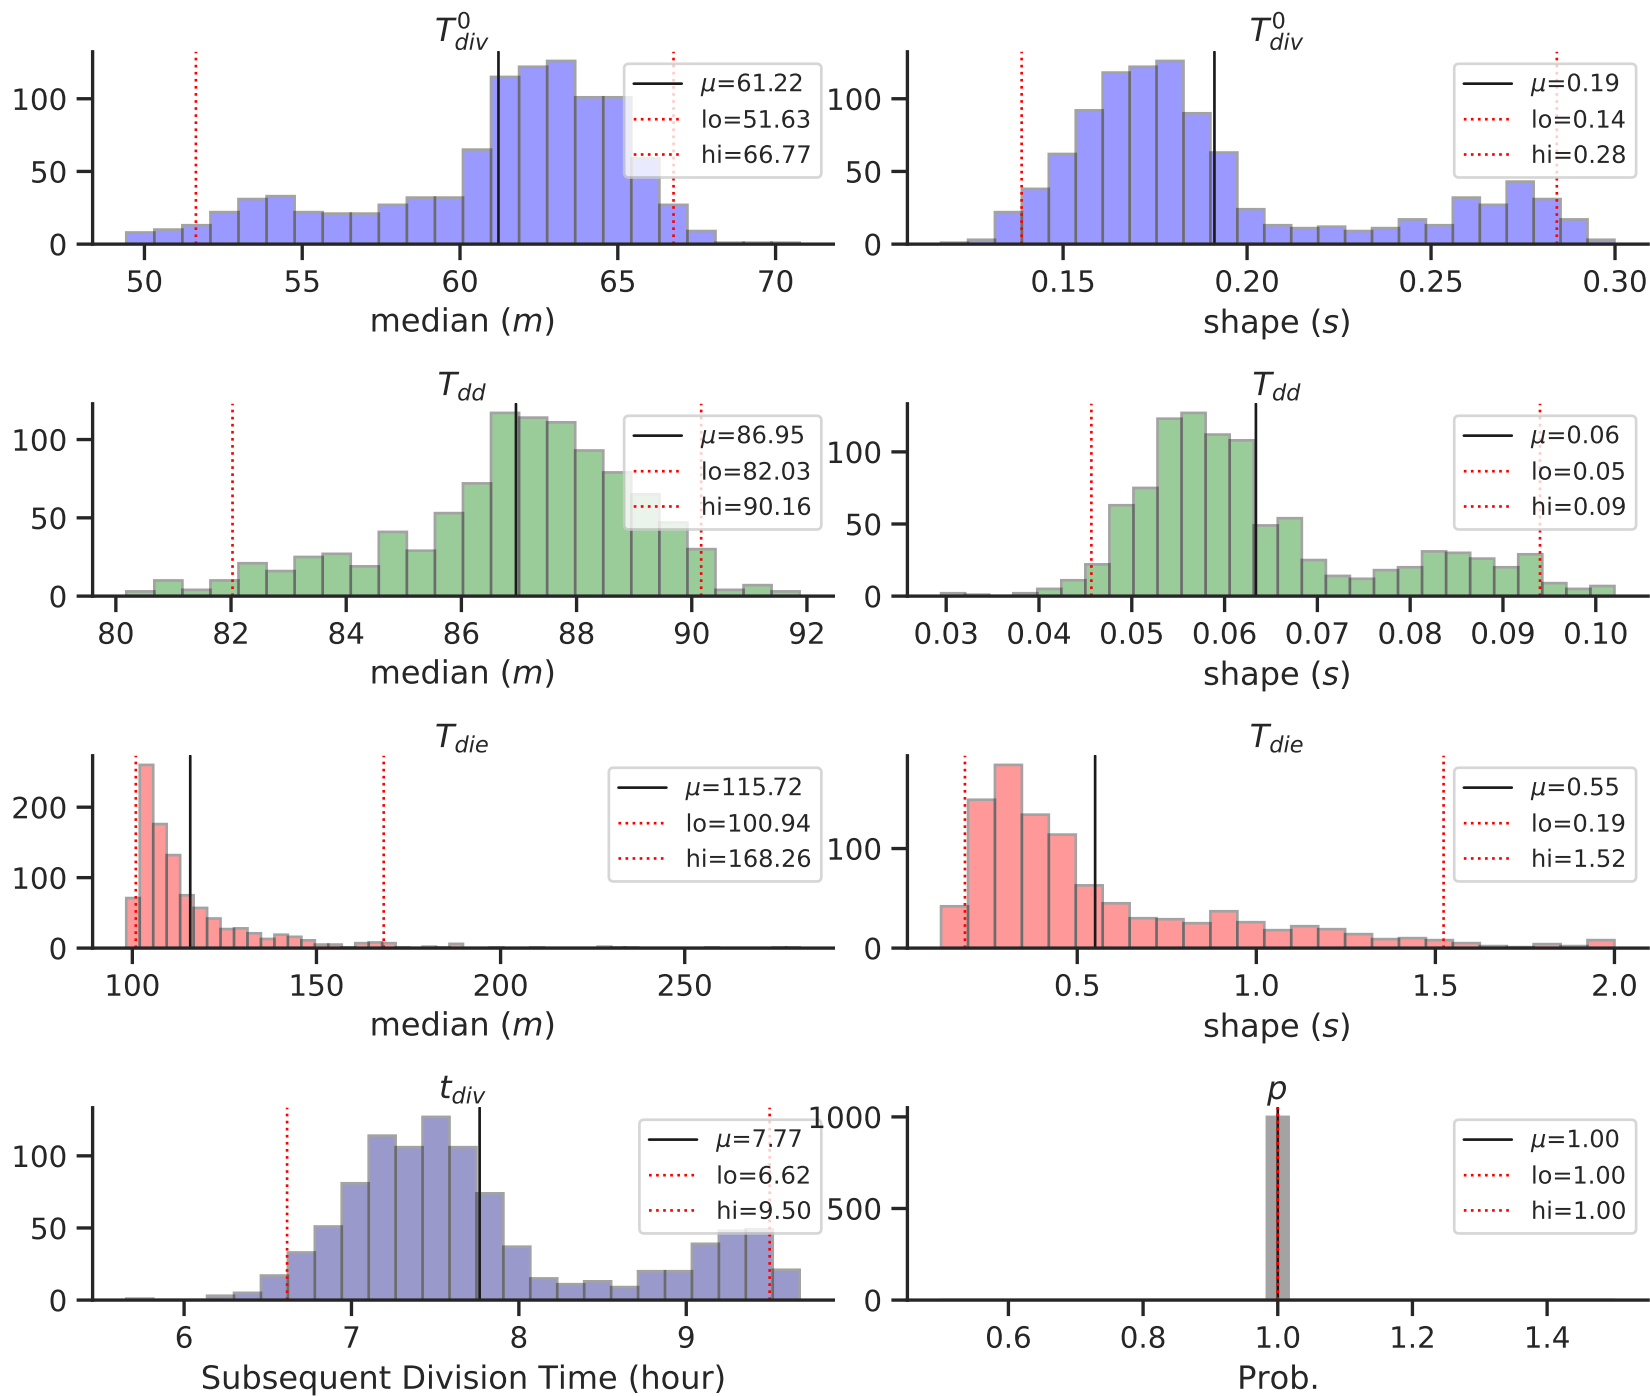 T⁰div
100
50
0
50 55 60 65 70
median (m)
μ=61.22
lo=51.63
hi=66.77
T⁰div
100
50
0
0.15 0.20 0.25 0.30
shape (s)
μ=0.19
lo=0.14
hi=0.28
Tdd
100
50
0
80 82 84 86 88 90 92
median (m)
μ=86.95
lo=82.03
hi=90.16
Tdd
100
50
0
0.03 0.04 0.05 0.06 0.07 0.08 0.09 0.10
shape (s)
μ=0.06
lo=0.05
hi=0.09
Tdie
200
100
0
100 150 200 250
median (m)
μ=115.72
lo=100.94
hi=168.26
Tdie
100
0
0.5 1.0 1.5 2.0
shape (s)
μ=0.55
lo=0.19
hi=1.52
tdiv
100
50
0
6 7 8 9
Subsequent Division Time (hour)
μ=7.77
lo=6.62
hi=9.50
p
1000
500
0
0.6 0.8 1.0 1.2 1.4
Prob.
μ=1.00
lo=1.00
hi=1.00